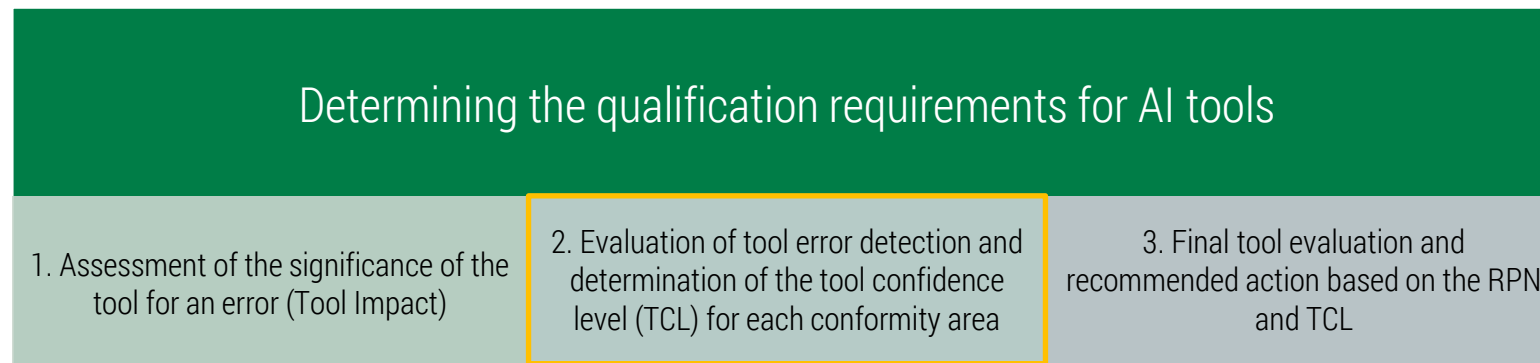 Determining the qualification requirements for AI tools
1. Assessment of the significance of the
tool for an error (Tool Impact)
2. Evaluation of tool error detection and
determination of the tool confidence
level (TCL) for each conformity area
3. Final tool evaluation and
recommended action based on the RPN
and TCL